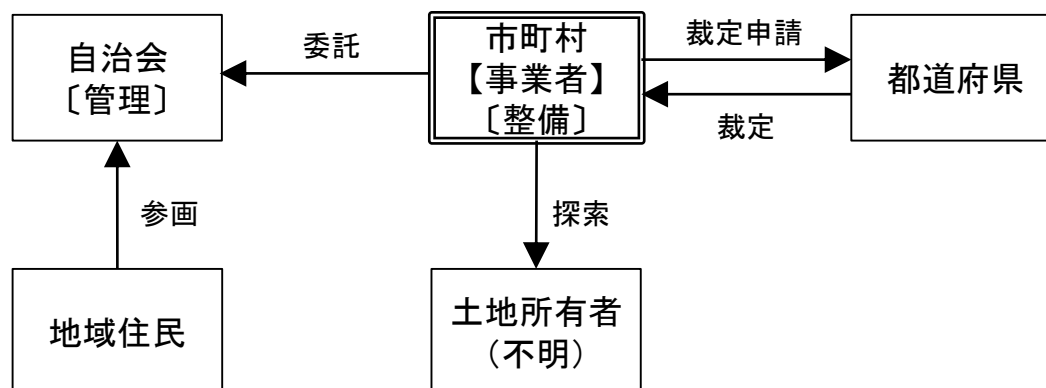 自治会
〔管理〕
委託
市町村
【事業者】
〔整備〕
裁定申請
裁定
都道府県
参画
探索
地域住民
土地所有者
(不明)